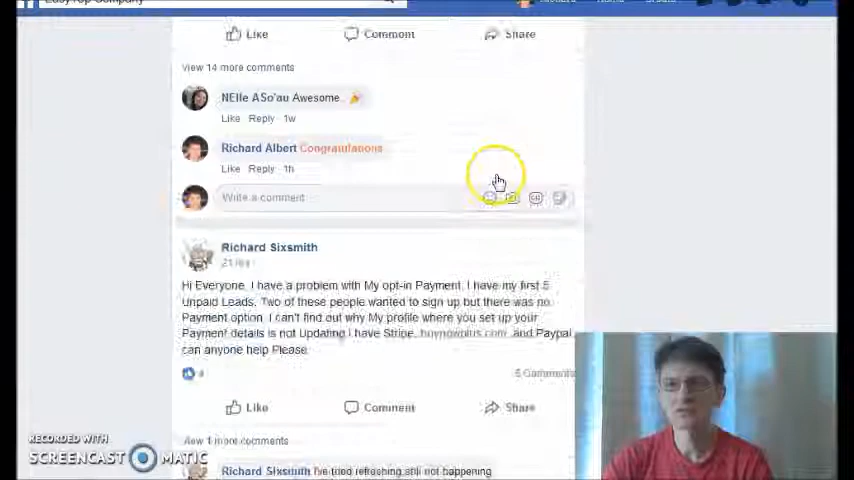 EasyTop Company
Like Comment Share
View 14 more comments
NElle ASo'au Awesome
Like Reply 1w
Richard Albert Congratulations
Like Reply 1h
Write a comment
GIF
Richard Sixsmith
Hi Everyone, I have a problem with My opt-in Payment. I have my first 5
Unpaid Leads. Two of these people wanted to sign up but there was no
Payment option. I can't find out why My profile where you set up your
Payment details is not Updating I have Stripe, buynowplus.com, and Paypal
can anyone help Please.
4
5 Comments
Like Comment Share
View 1 more comments
Richard Sixsmith I've tried refreshing still not happening
RECORDED WITH
SCREENCAST MATIC